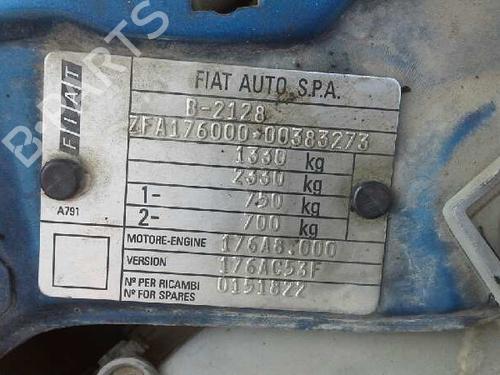 B-PARTS
FIAT
FIAT AUTO S.P.A.
B-2128
ZFA176000*00383273
1330 kg
2330 kg
1- 750 kg
2- 700 kg
A791
MOTORE-ENGINE 176A8.000
VERSION 176AC53F
Nº PER RICAMBI
Nº FOR SPARES 0151822